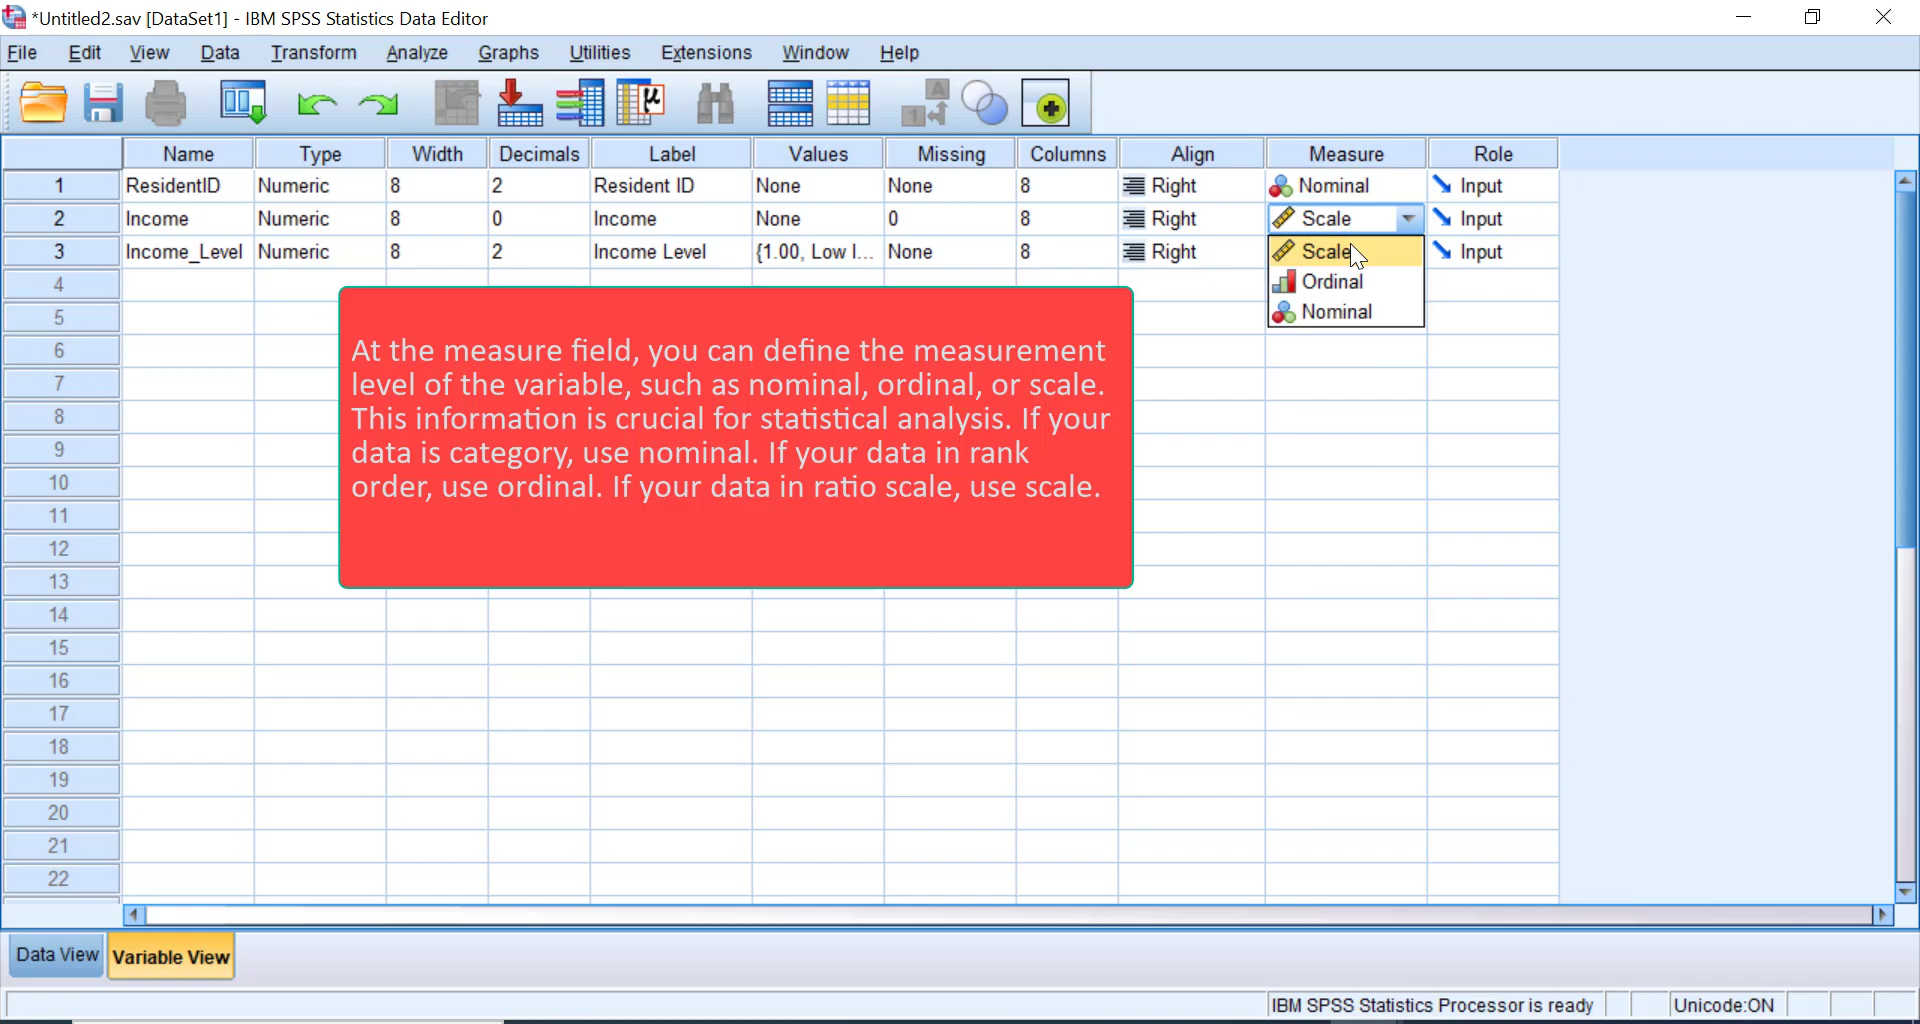 *Untitled2.sav [DataSet1] - IBM SPSS Statistics Data Editor
File Edit View Data Transform Analyze Graphs Utilities Extensions Window Help
Name Type Width Decimals Label Values Missing Columns Align Measure Role
1 ResidentID Numeric 8 2 Resident ID None None 8 Right Nominal Input
2 Income Numeric 8 0 Income None 0 8 Right Scale Input
3 Income_Level Numeric 8 2 Income Level {1.00, Low I... None 8 Right Scale Input
4 Ordinal
5 Nominal
At the measure field, you can define the measurement
level of the variable, such as nominal, ordinal, or scale.
This information is crucial for statistical analysis. If your
data is category, use nominal. If your data in rank
order, use ordinal. If your data in ratio scale, use scale.
6
7
8
9
10
11
12
13
14
15
16
17
18
19
20
21
22
Data View Variable View
IBM SPSS Statistics Processor is ready Unicode:ON